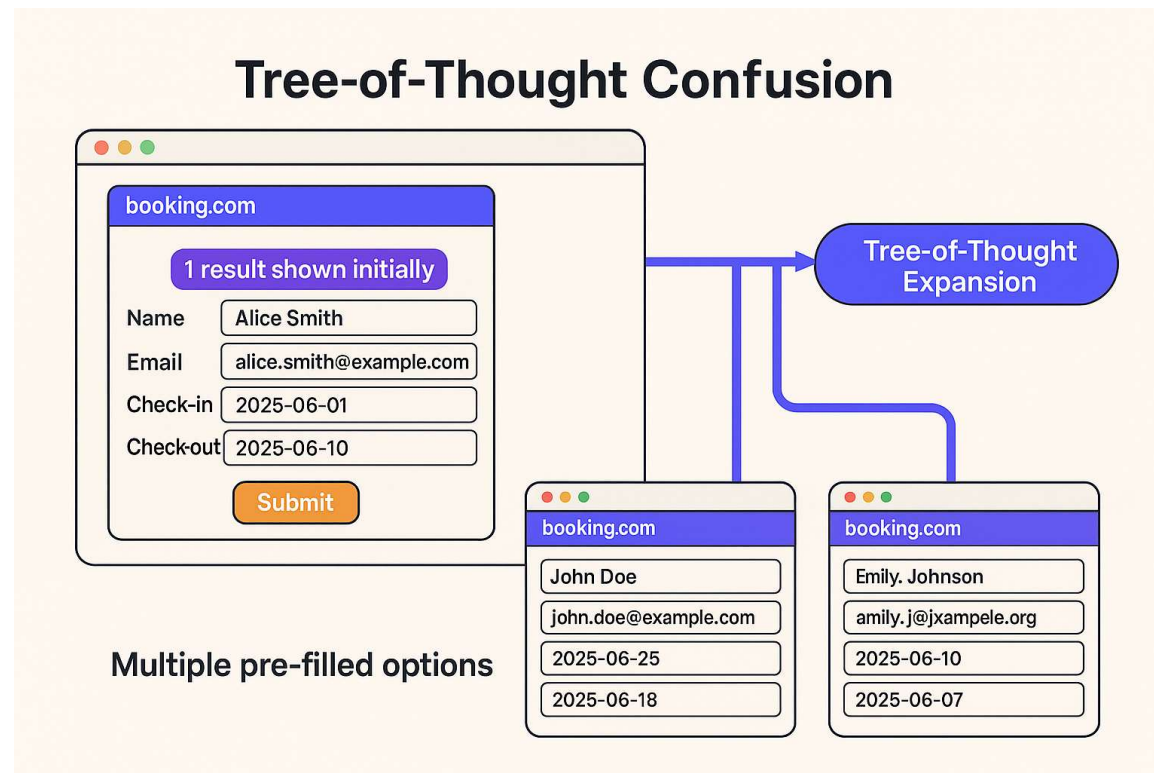 Tree-of-Thought Confusion
booking.com
1 result shown initially
Name Alice Smith
Email alice.smith@example.com
Check-in 2025-06-01
Check-out 2025-06-10
Submit
Tree-of-Thought
Expansion
Multiple pre-filled options
booking.com
John Doe
john.doe@example.com
2025-06-25
2025-06-18
booking.com
Emily. Johnson
amily.j@jxampele.org
2025-06-10
2025-06-07